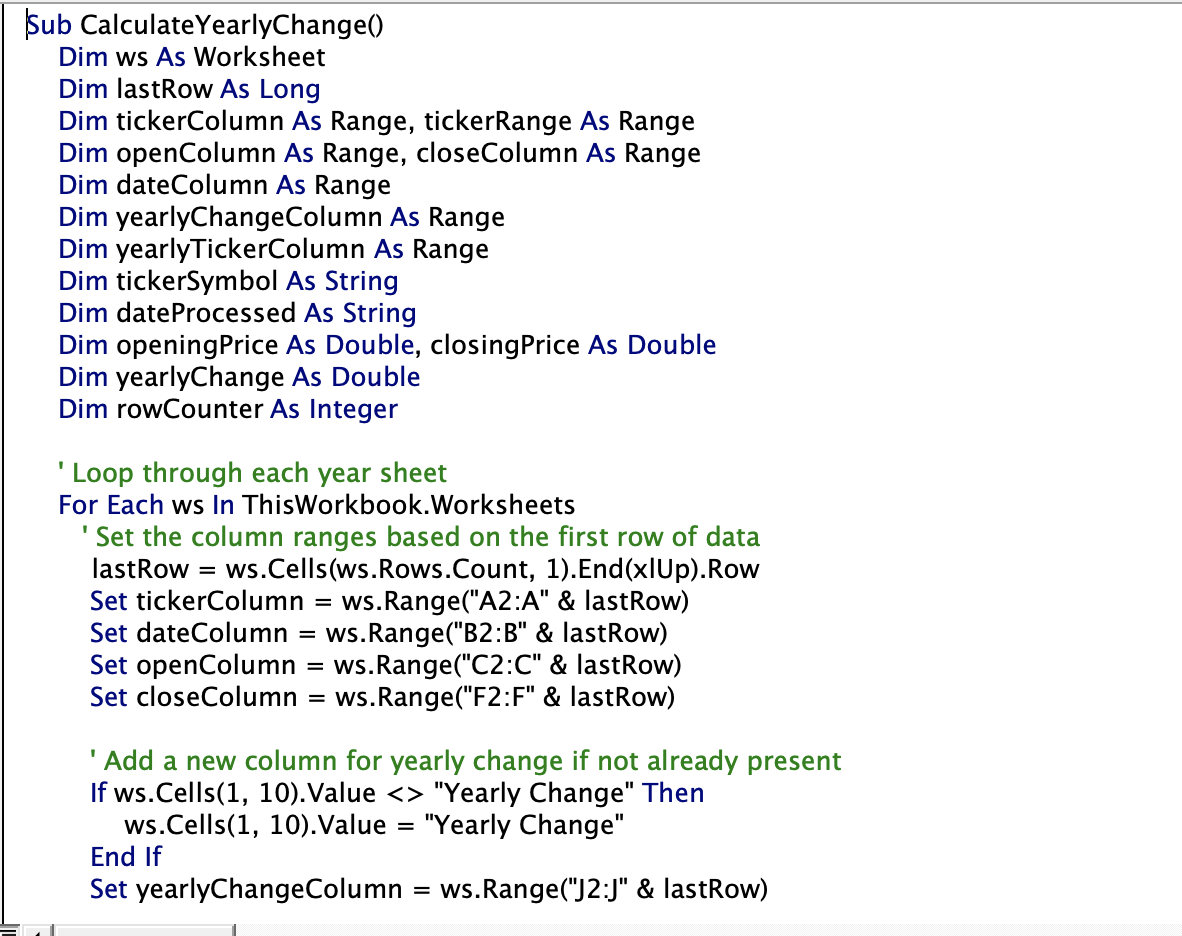 Sub CalculateYearlyChange()
Dim ws As Worksheet
Dim lastRow As Long
Dim tickerColumn As Range, tickerRange As Range
Dim openColumn As Range, closeColumn As Range
Dim dateColumn As Range
Dim yearlyChangeColumn As Range
Dim yearlyTickerColumn As Range
Dim tickerSymbol As String
Dim dateProcessed As String
Dim openingPrice As Double, closingPrice As Double
Dim yearlyChange As Double
Dim rowCounter As Integer
' Loop through each year sheet
For Each ws In ThisWorkbook.Worksheets
' Set the column ranges based on the first row of data
lastRow = ws.Cells(ws.Rows.Count, 1).End(xlUp).Row
Set tickerColumn = ws.Range("A2:A" & lastRow)
Set dateColumn = ws.Range("B2:B" & lastRow)
Set openColumn = ws.Range("C2:C" & lastRow)
Set closeColumn = ws.Range("F2:F" & lastRow)
' Add a new column for yearly change if not already present
If ws.Cells(1, 10).Value <> "Yearly Change" Then
ws.Cells(1, 10).Value = "Yearly Change"
End If
Set yearlyChangeColumn = ws.Range("J2:J" & lastRow)